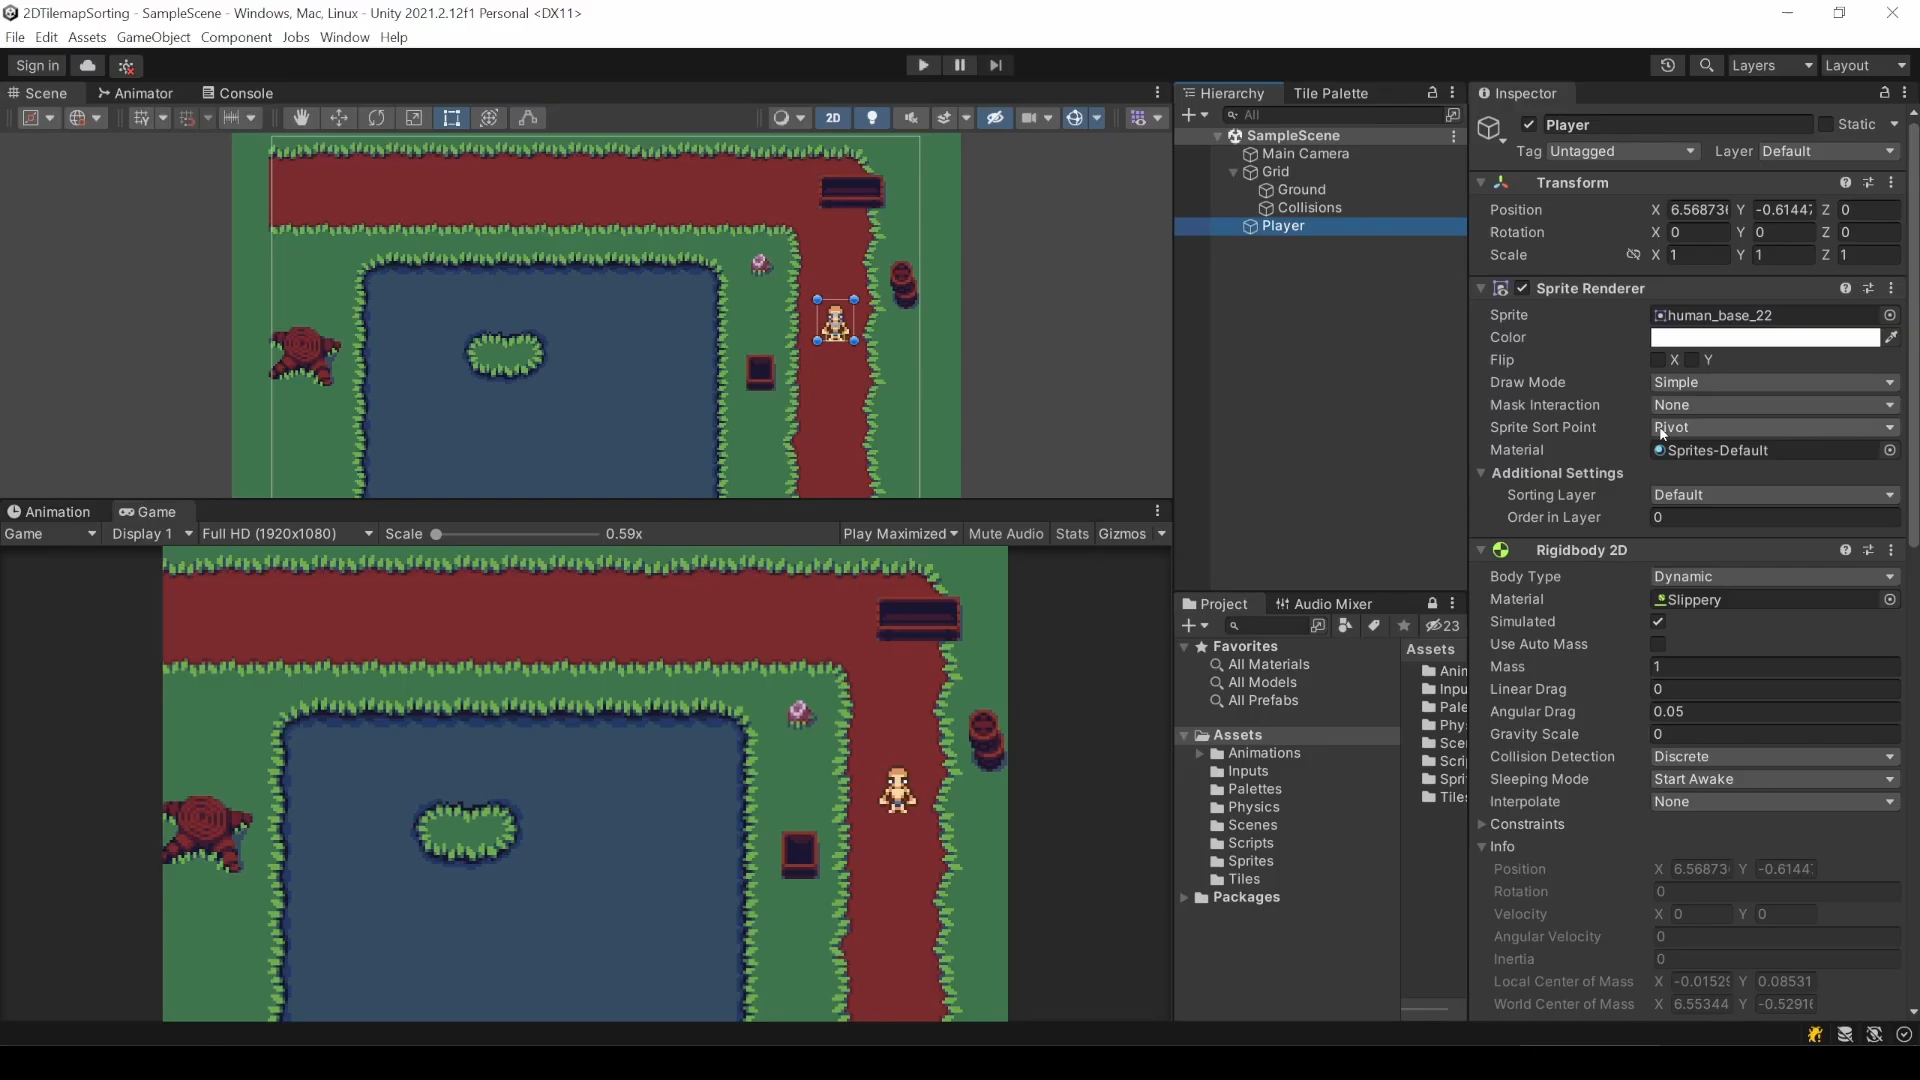 2DTilemapSorting - SampleScene - Windows, Mac, Linux - Unity 2021.2.12f1 Personal <DX11>
File Edit Assets GameObject Component Jobs Window Help
Sign in
Layers
Layout
Scene Animator Console
2D
Hierarchy Tile Palette
All
SampleScene
Main Camera
Grid
Ground
Collisions
Player
Inspector
Player
Static
Tag Untagged Layer Default
Transform
Position X 6.56873 Y -0.6144 Z 0
Rotation X 0 Y 0 Z 0
Scale X 1 Y 1 Z 1
Sprite Renderer
Sprite human_base_22
Color
Flip X Y
Draw Mode Simple
Mask Interaction None
Sprite Sort Point Pivot
Material Sprites-Default
Additional Settings
Sorting Layer Default
Order in Layer 0
Rigidbody 2D
Body Type Dynamic
Material Slippery
Simulated
Use Auto Mass
Mass 1
Linear Drag 0
Angular Drag 0.05
Gravity Scale 0
Collision Detection Discrete
Sleeping Mode Start Awake
Interpolate None
Constraints
Info
Position X 6.5687 Y -0.6144
Rotation 0
Velocity X 0 Y 0
Angular Velocity 0
Inertia 0
Local Center of Mass X -0.0152 Y 0.08531
World Center of Mass X 6.55344 Y -0.5291
Animation Game
Game Display 1 Full HD (1920x1080) Scale 0.59x Play Maximized Mute Audio Stats Gizmos
Project Audio Mixer
23
Favorites
All Materials
All Models
All Prefabs
Assets
Animations
Inputs
Palettes
Physics
Scenes
Scripts
Sprites
Tiles
Packages
Assets
Anin
Inpu
Pale
Phy
Sce
Scri
Spri
Tile